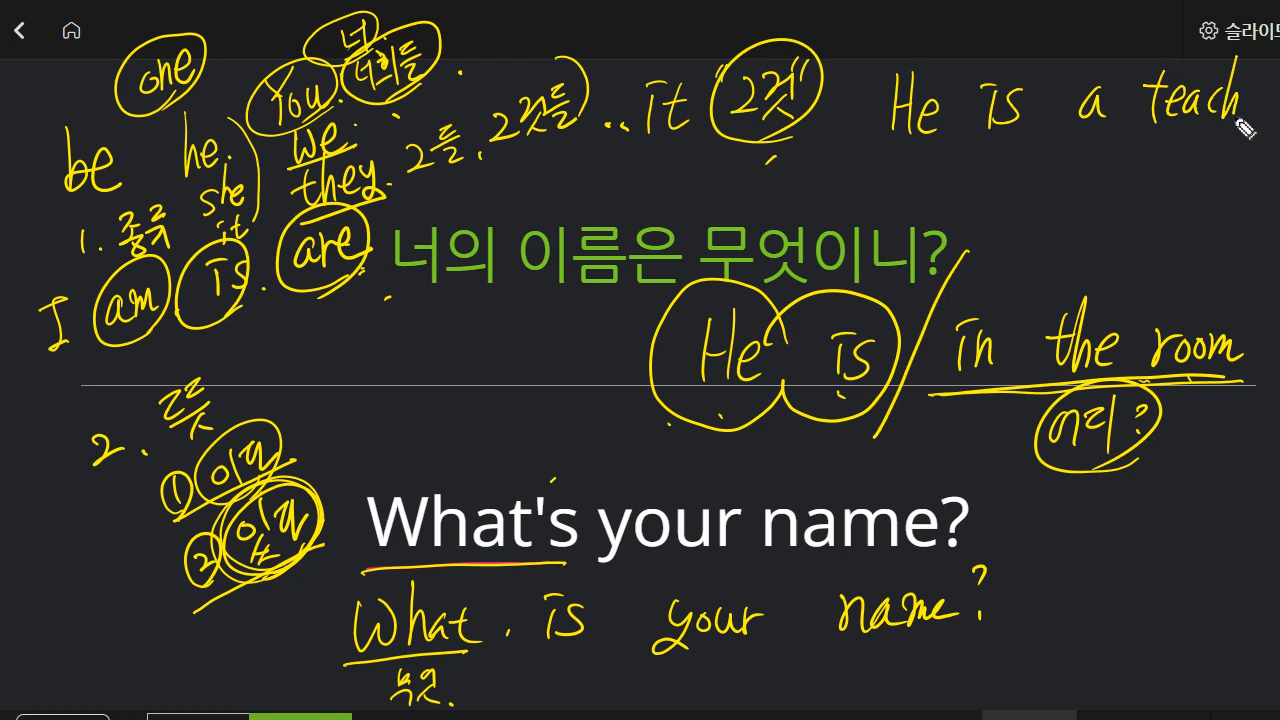 슬라이드
one
너.
You. 너희들
it "그것" He is a teach
be he. we.
she they. 그들, 그것들..
1. 종류 it
I am is. are 너의 이름은 무엇이니?
He is / in the room
어디?
2. 뜻
① 이다
② 있다
What's your name?
What is your name?
무엇.